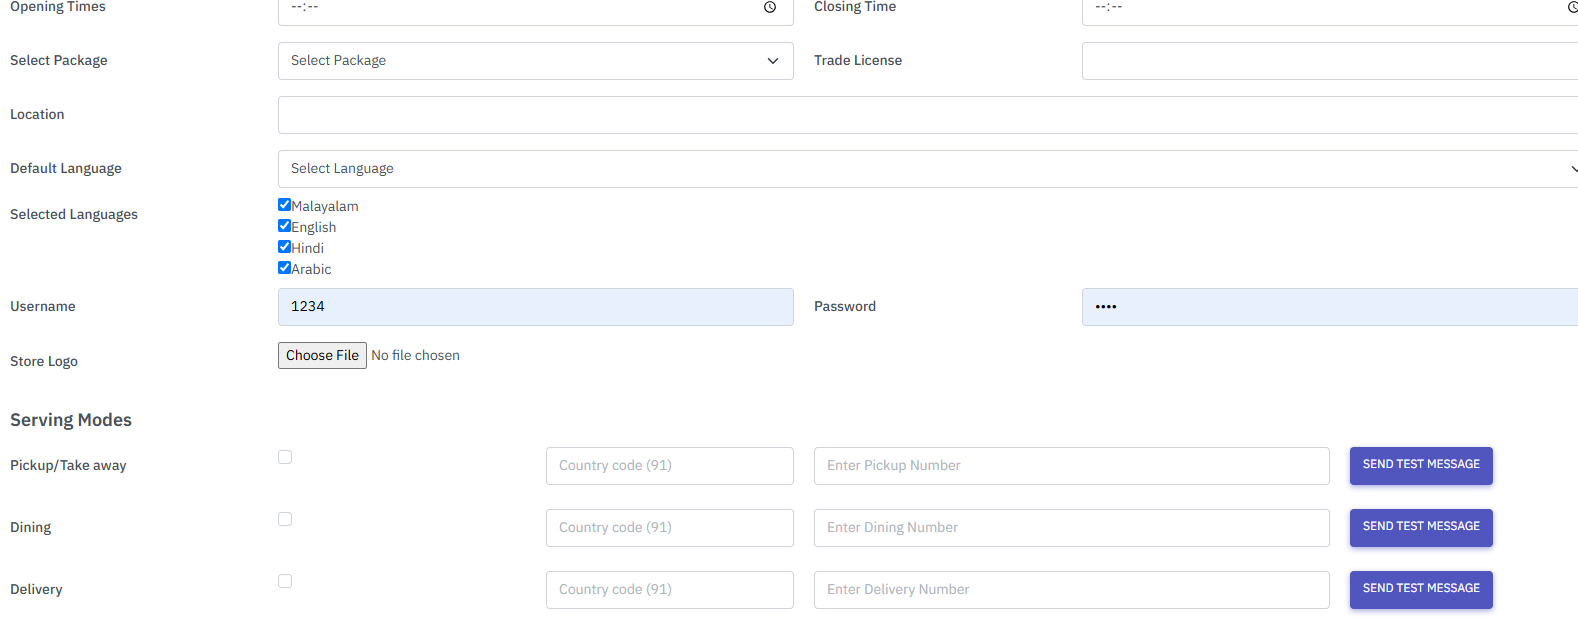 Opening Times --:-- Closing Time --:--
Select Package Select Package Trade License
Location
Default Language Select Language
Selected Languages Malayalam
English
Hindi
Arabic
Username 1234 Password ••••
Store Logo Choose File No file chosen
Serving Modes
Pickup/Take away Country code (91) Enter Pickup Number SEND TEST MESSAGE
Dining Country code (91) Enter Dining Number SEND TEST MESSAGE
Delivery Country code (91) Enter Delivery Number SEND TEST MESSAGE